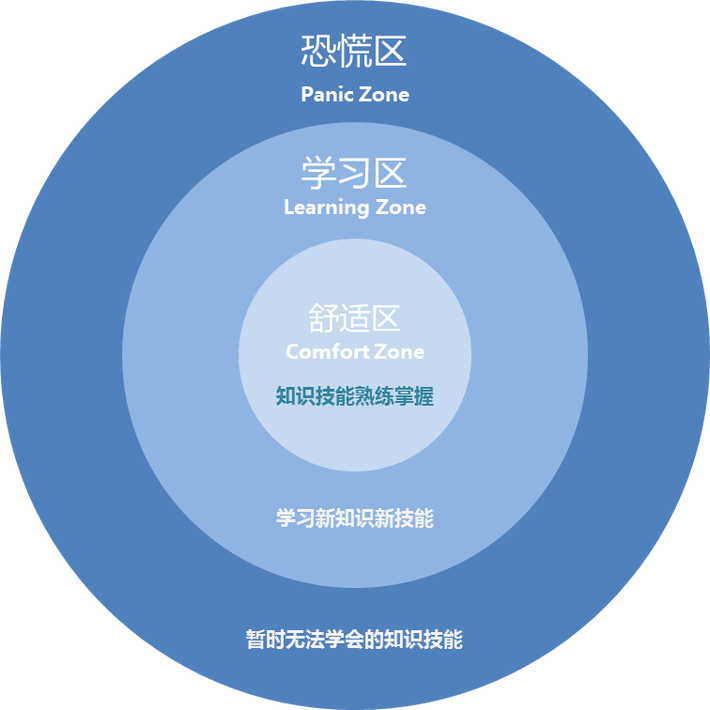 恐慌区
Panic Zone
学习区
Learning Zone
舒适区
Comfort Zone
知识技能熟练掌握
学习新知识新技能
暂时无法学会的知识技能